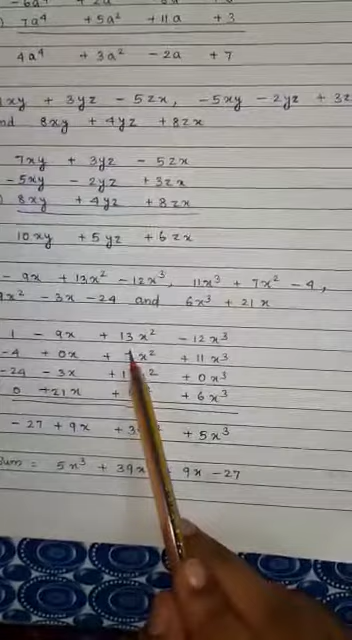 7a⁴ + 5a² + 11a + 3
4a⁴ + 3a² - 2a + 7
xy + 3yz - 5zx, -5xy - 2yz + 3z
nd 8xy + 4yz + 8zx
7xy + 3yz - 5zx
-5xy - 2yz + 3zx
8xy + 4yz + 8zx
10xy + 5yz + 6zx
- 9x + 13x² - 12x³, 11x³ + 7x² - 4,
x² - 3x - 24 and 6x³ + 21x
1 - 9x + 13x² - 12x³
-4 + 0x + x² + 11x³
-24 - 3x + 0x³
0 + 21x + 6x³
- 27 + 9x + 5x³
um = 5x³ + 39x 9x - 27